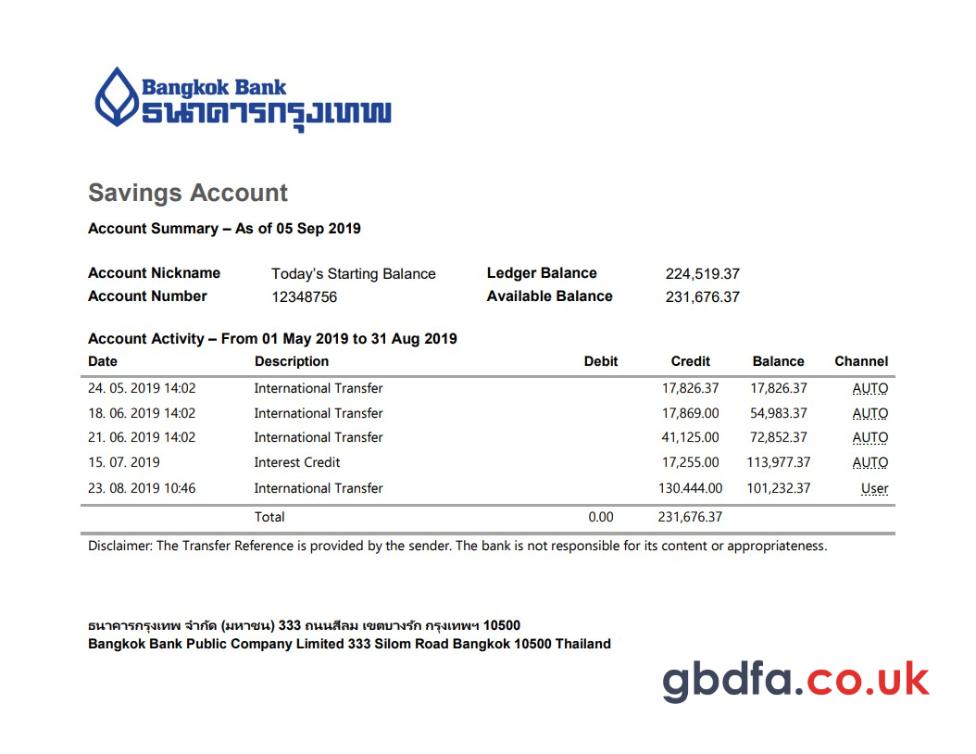 Bangkok Bank
ธนาคารกรุงเทพ
Savings Account
Account Summary – As of 05 Sep 2019
Account Nickname Today's Starting Balance Ledger Balance 224,519.37
Account Number 12348756 Available Balance 231,676.37
Account Activity – From 01 May 2019 to 31 Aug 2019
Date Description Debit Credit Balance Channel
24. 05. 2019 14:02 International Transfer 17,826.37 17,826.37 AUTO
18. 06. 2019 14:02 International Transfer 17,869.00 54,983.37 AUTO
21. 06. 2019 14:02 International Transfer 41,125.00 72,852.37 AUTO
15. 07. 2019 Interest Credit 17,255.00 113,977.37 AUTO
23. 08. 2019 10:46 International Transfer 130.444.00 101,232.37 User
Total 0.00 231,676.37
Disclaimer: The Transfer Reference is provided by the sender. The bank is not responsible for its content or appropriateness.
ธนาคารกรุงเทพ จำกัด (มหาชน) 333 ถนนสีลม เขตบางรัก กรุงเทพฯ 10500
Bangkok Bank Public Company Limited 333 Silom Road Bangkok 10500 Thailand
gbdfa.co.uk